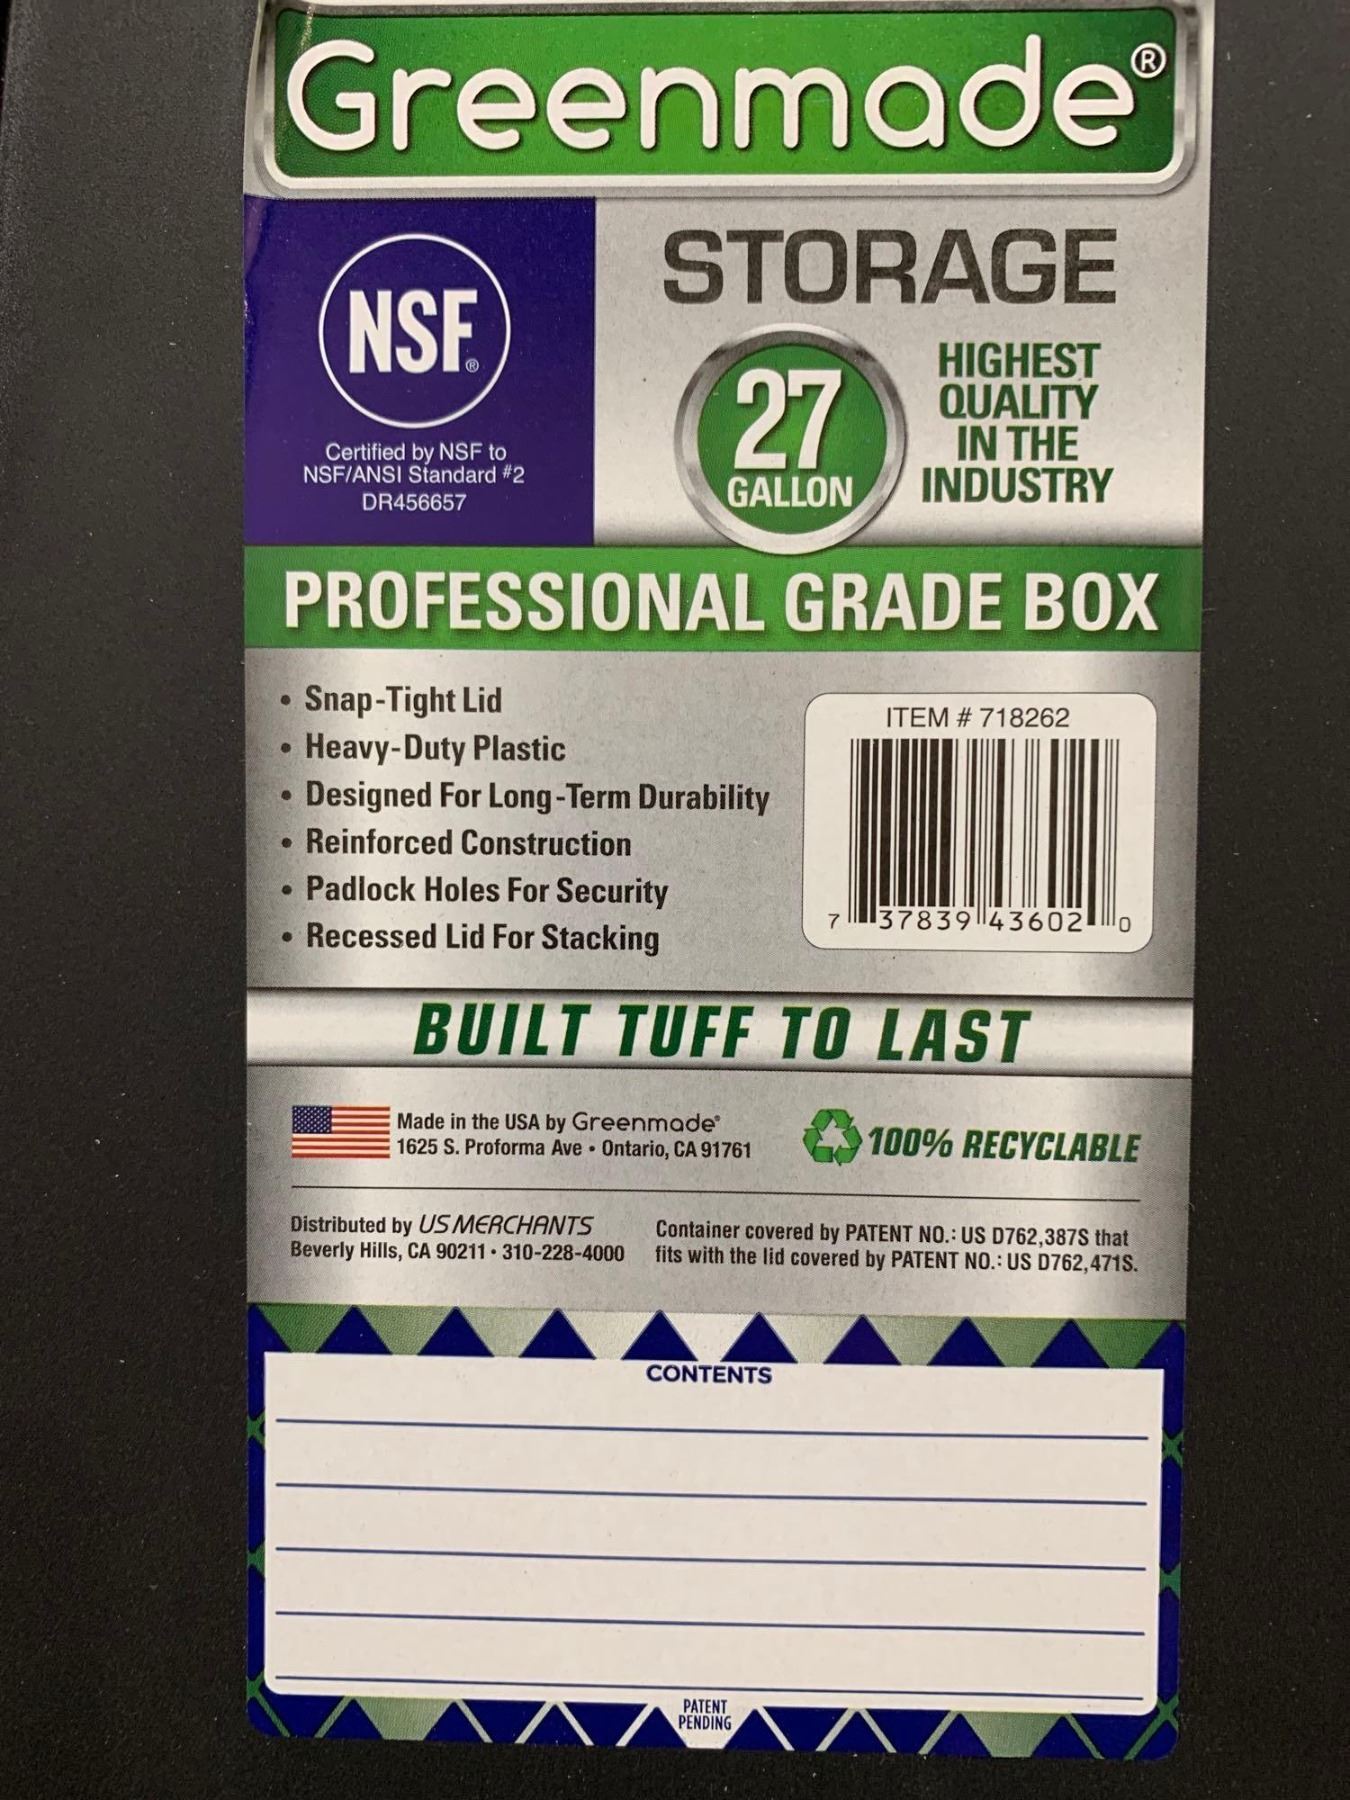 Greenmade®
NSF®
Certified by NSF to
NSF/ANSI Standard #2
DR456657
STORAGE
27
GALLON
HIGHEST
QUALITY
IN THE
INDUSTRY
PROFESSIONAL GRADE BOX
• Snap-Tight Lid
• Heavy-Duty Plastic
• Designed For Long-Term Durability
• Reinforced Construction
• Padlock Holes For Security
• Recessed Lid For Stacking
ITEM # 718262
7 37839 43602 0
BUILT TUFF TO LAST
Made in the USA by Greenmade®
1625 S. Proforma Ave • Ontario, CA 91761
100% RECYCLABLE
Distributed by US MERCHANTS
Beverly Hills, CA 90211 • 310-228-4000
Container covered by PATENT NO.: US D762,387S that
fits with the lid covered by PATENT NO.: US D762,471S.
CONTENTS
PATENT
PENDING